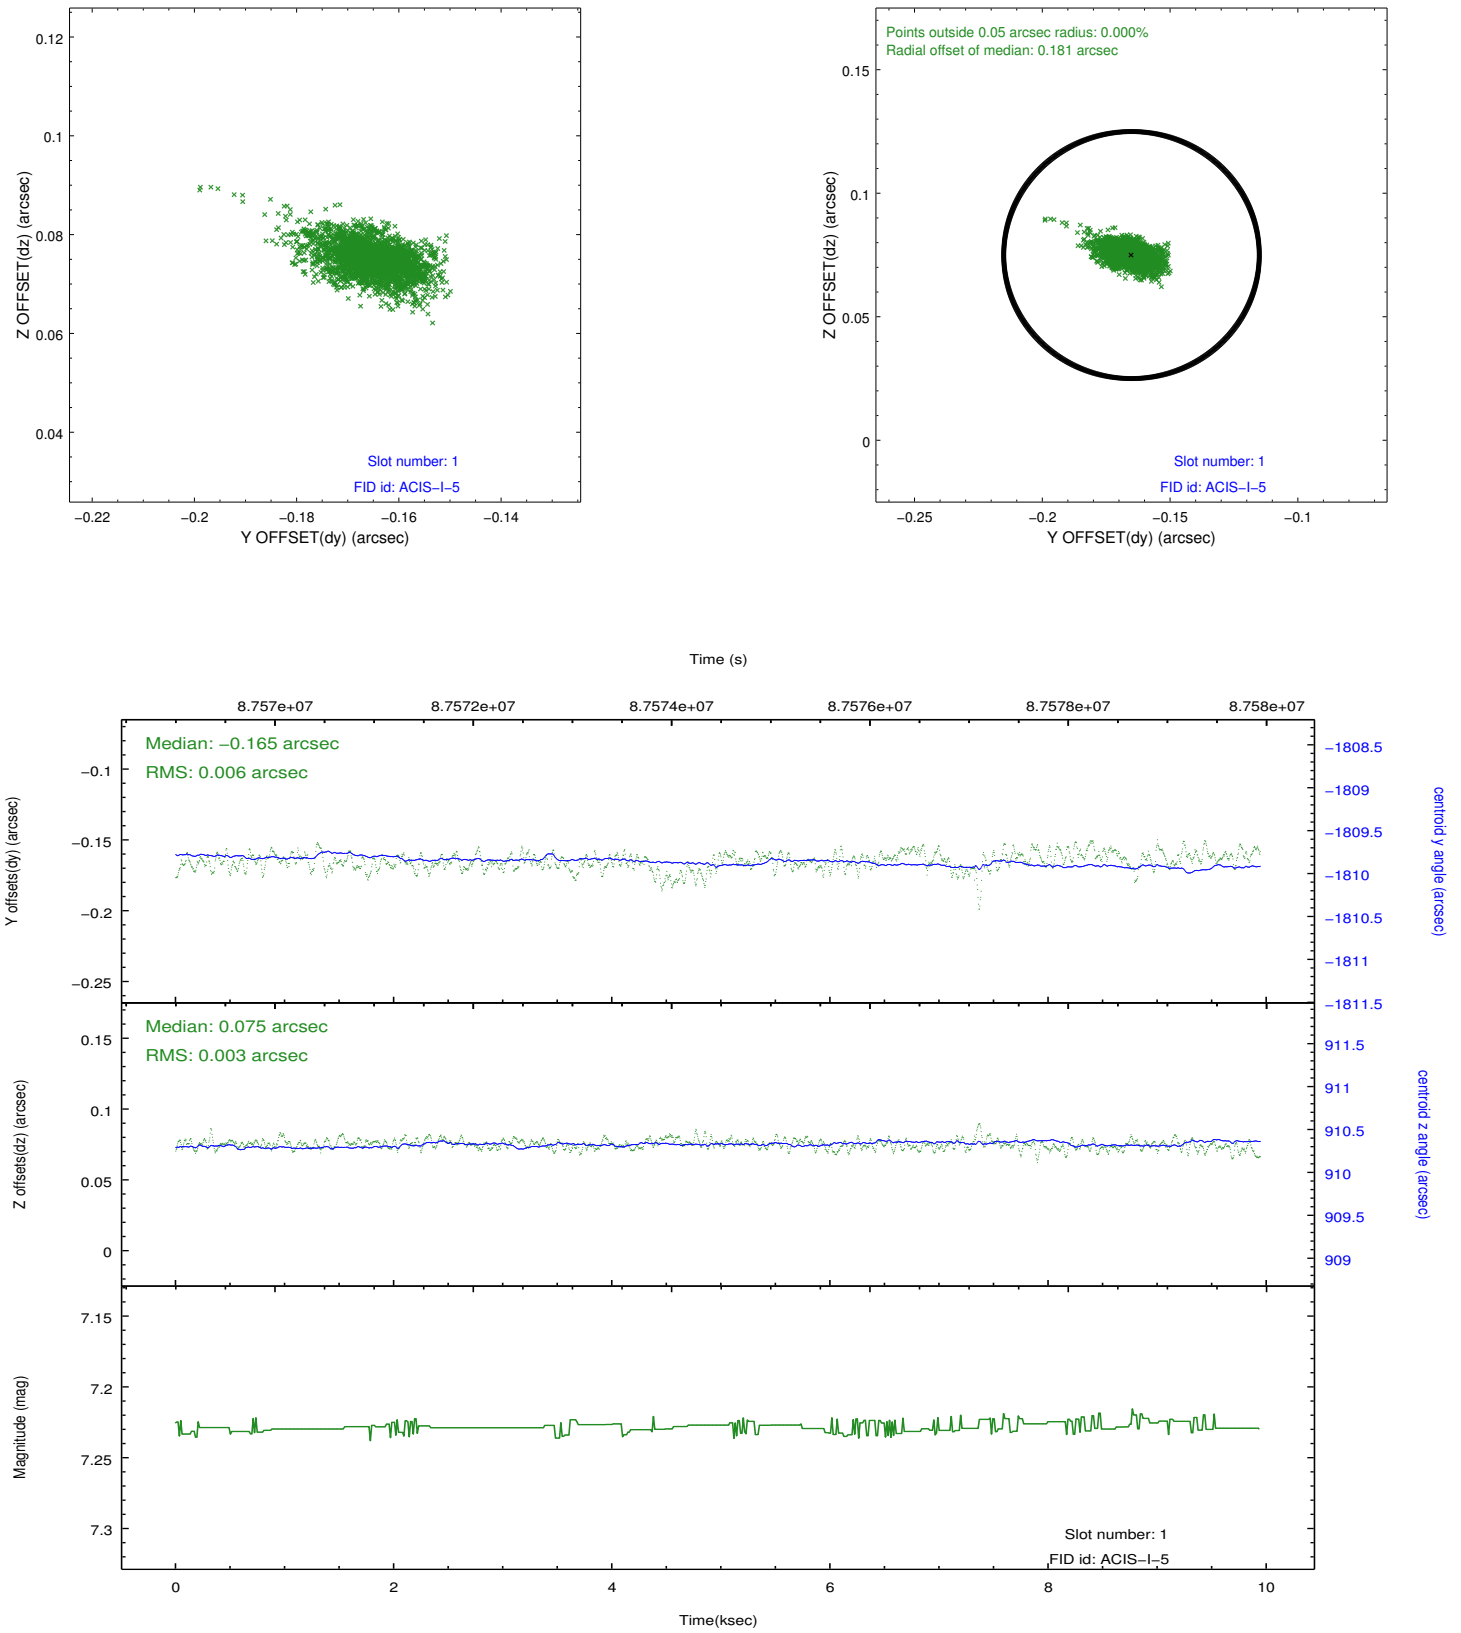 0.12
0.1
0.08
0.06
0.04
Z OFFSET(dz) (arcsec)
Slot number: 1
FID id: ACIS−I−5
−0.22 −0.2 −0.18 −0.16 −0.14
Y OFFSET(dy) (arcsec)
Points outside 0.05 arcsec radius: 0.000%
Radial offset of median: 0.181 arcsec
0.15
0.1
0.05
0
Z OFFSET(dz) (arcsec)
Slot number: 1
FID id: ACIS−I−5
−0.25 −0.2 −0.15 −0.1
Y OFFSET(dy) (arcsec)
Time (s)
8.757e+07 8.7572e+07 8.7574e+07 8.7576e+07 8.7578e+07 8.758e+07
Median: −0.165 arcsec
RMS: 0.006 arcsec
−0.1
−0.15
−0.2
−0.25
Y offsets(dy) (arcsec)
−1808.5
−1809
−1809.5
−1810
−1810.5
−1811
−1811.5
centroid y angle (arcsec)
Median: 0.075 arcsec
RMS: 0.003 arcsec
0.15
0.1
0.05
0
Z offsets(dz) (arcsec)
911.5
911
910.5
910
909.5
909
centroid z angle (arcsec)
7.15
7.2
7.25
7.3
Magnitude (mag)
Slot number: 1
FID id: ACIS−I−5
0 2 4 6 8 10
Time(ksec)